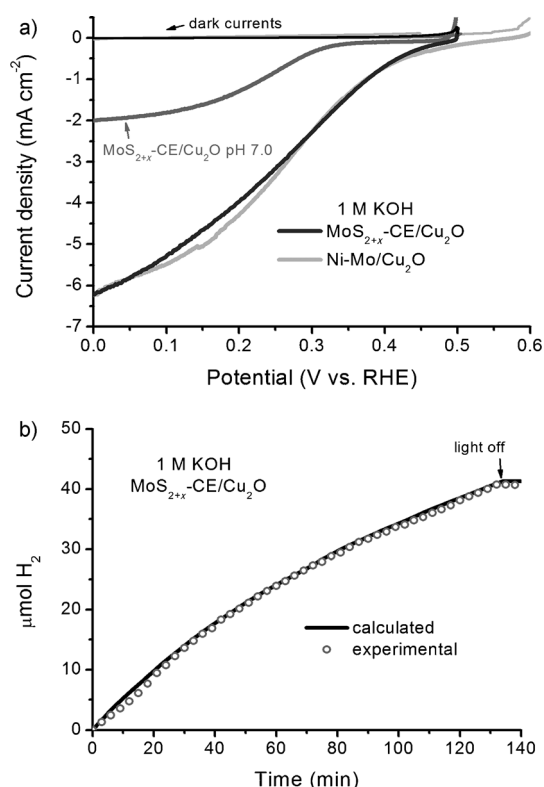 a)
dark currents
0
-1
-2
-3
-4
-5
-6
-7
Current density (mA cm⁻²)
MoS₂₊ₓ-CE/Cu₂O pH 7.0
1 M KOH
MoS₂₊ₓ-CE/Cu₂O
Ni-Mo/Cu₂O
0.0 0.1 0.2 0.3 0.4 0.5 0.6
Potential (V vs. RHE)
b)
50
40
30
20
10
0
μmol H₂
light off
1 M KOH
MoS₂₊ₓ-CE/Cu₂O
calculated
experimental
0 20 40 60 80 100 120 140
Time (min)